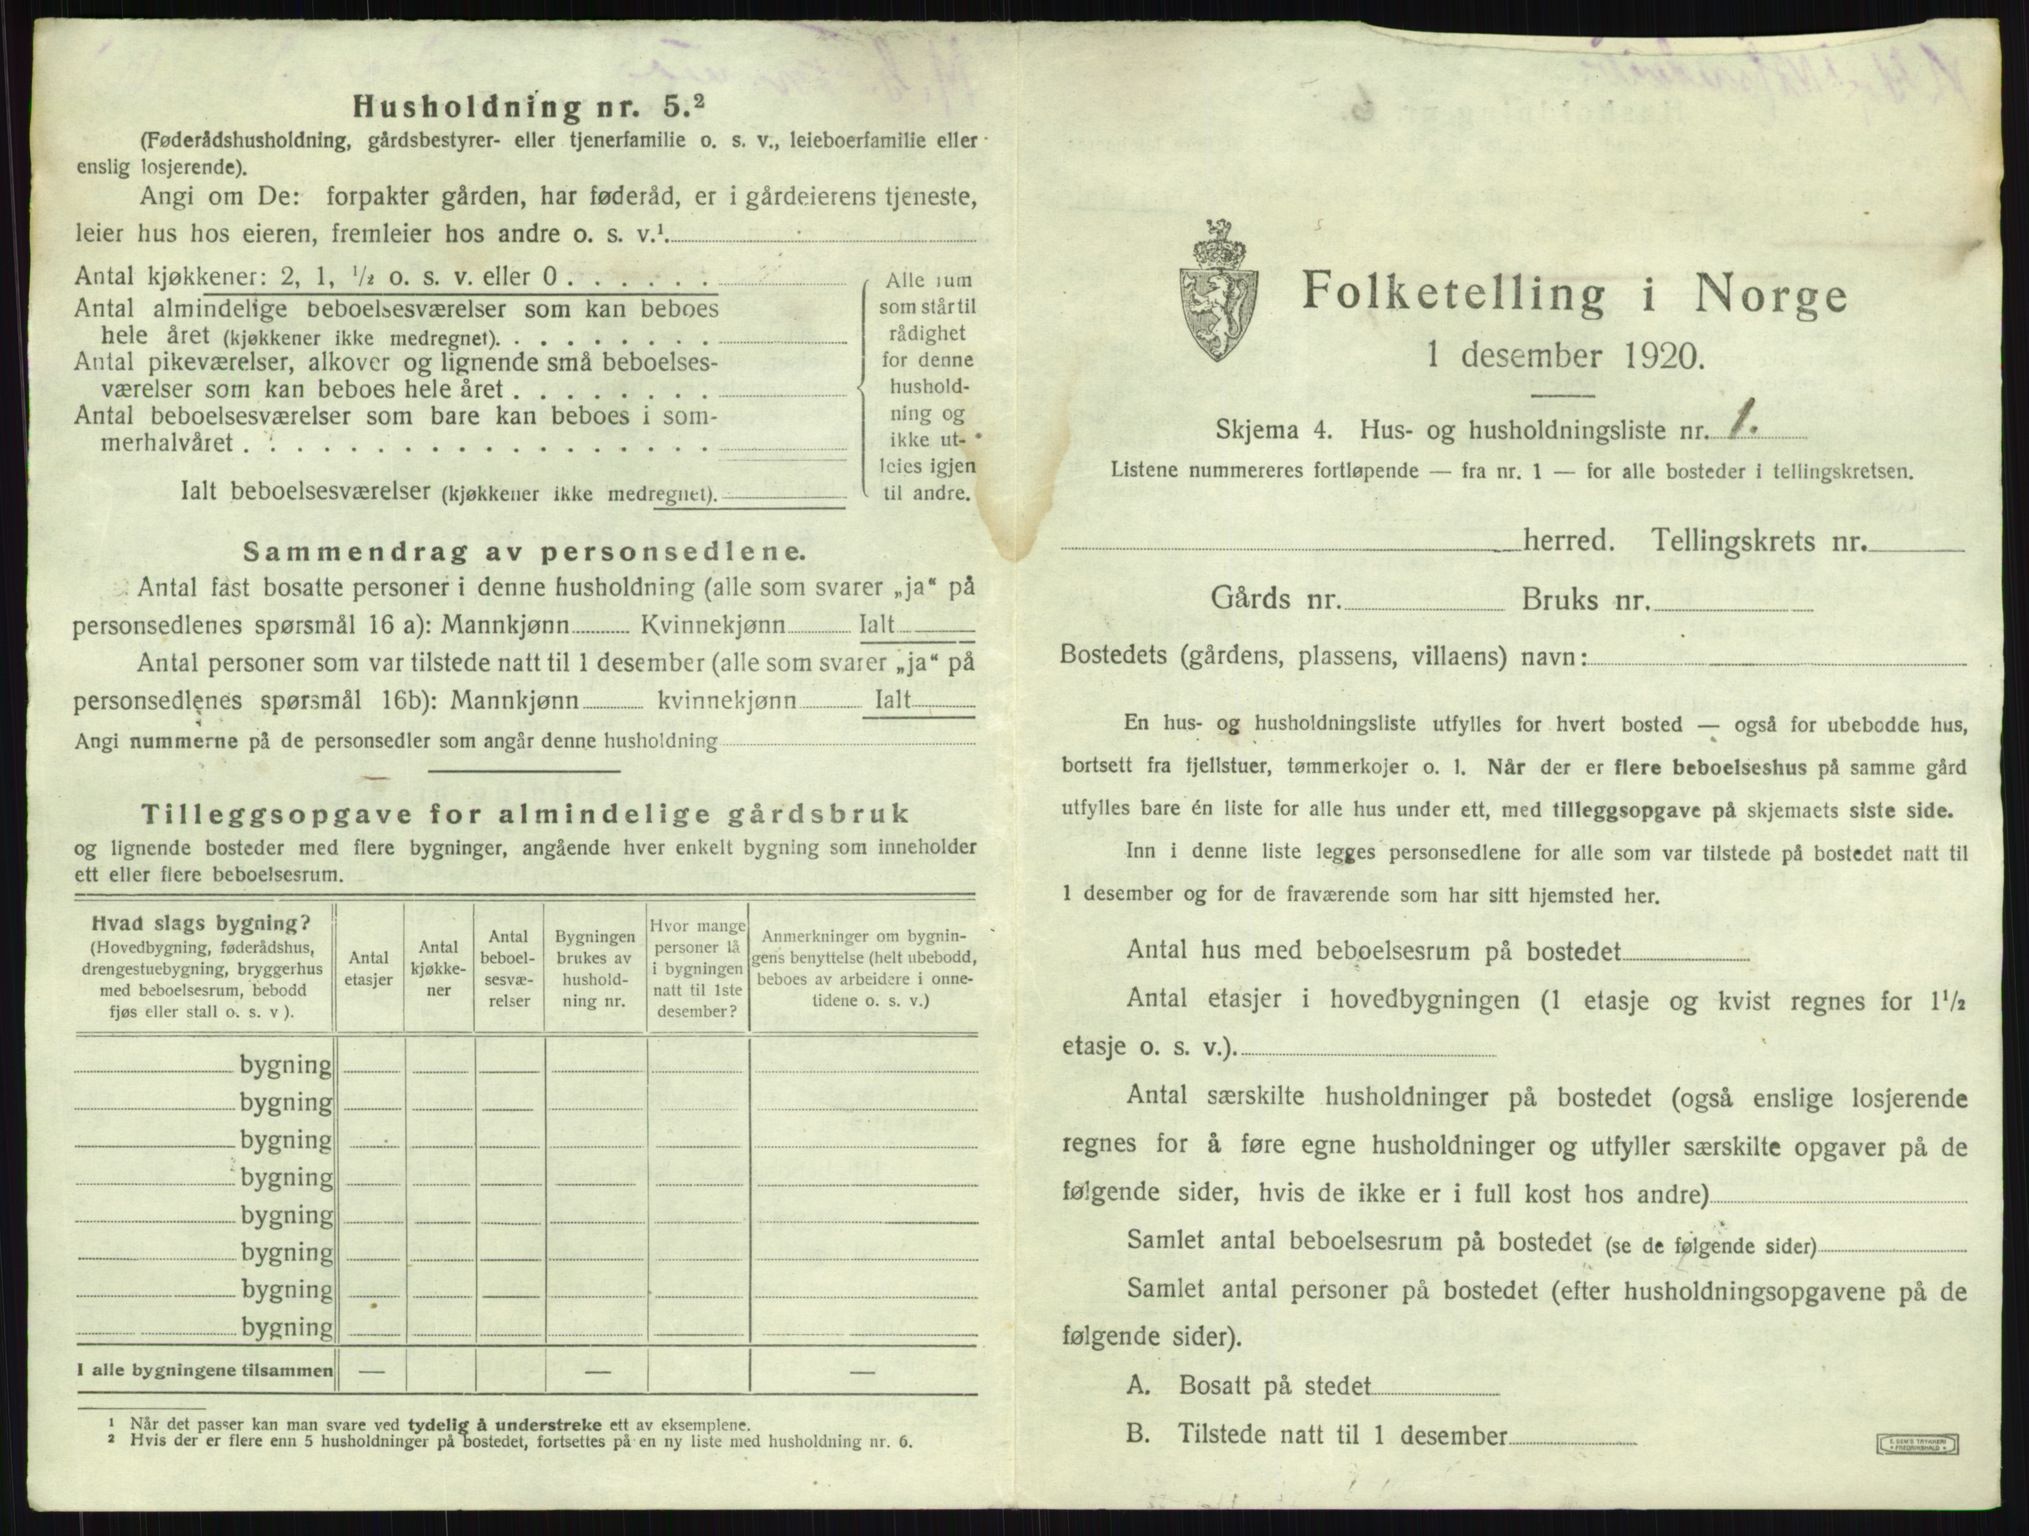 Husholdning nr. 5.²
(Føderådshusholdning, gårdsbestyrer- eller tjenerfamilie o. s. v., leieboerfamilie eller
enslig losjerende).
Angi om De: forpakter gården, har føderåd, er i gårdeierens tjeneste,
leier hus hos eieren, fremleier hos andre o. s. v.¹.
Antal kjøkkener: 2, 1, ½ o. s. v. eller 0 . . . . . .
Antal almindelige beboelsesværelser som kan beboes
hele året (kjøkkener ikke medregnet). . . . . . . . .
Antal pikeværelser, alkover og lignende små beboelses-
værelser som kan beboes hele året . . . . . . . .
Antal beboelsesværelser som bare kan beboes i som-
merhalvåret . . . . . . . . . . . . . . . . . .
Ialt beboelsesværelser (kjøkkener ikke medregnet).
Alle rum
som står til
rådighet
for denne
hushold-
ning og
ikke ut-
leies igjen
til andre.
Sammendrag av personsedlene.
Antal fast bosatte personer i denne husholdning (alle som svarer „ja“ på
personsedlenes spørsmål 16 a): Mannkjønn Kvinnekjønn Ialt
Antal personer som var tilstede natt til 1 desember (alle som svarer „ja“ på
personsedlenes spørsmål 16b): Mannkjønn kvinnekjønn Ialt
Angi nummerne på de personsedler som angår denne husholdning
Tilleggsopgave for almindelige gårdsbruk
og lignende bosteder med flere bygninger, angående hver enkelt bygning som inneholder
ett eller flere beboelsesrum.
Hvad slags bygning?
(Hovedbygning, føderådshus,
drengestuebygning, bryggerhus
med beboelsesrum, bebodd
fjøs eller stall o. s. v ).
Antal
etasjer
Antal
kjøkke-
ner
Antal
beboel-
sesvæ-
relser
Bygningen
brukes av
hushold-
ning nr.
Hvor mange
personer lå
i bygningen
natt til 1ste
desember?
Anmerkninger om bygnin-
gens benyttelse (helt ubebodd,
beboes av arbeidere i onne-
tidene o. s. v.)
bygning
bygning
bygning
bygning
bygning
bygning
bygning
bygning
I alle bygningene tilsammen — — —
¹ Når det passer kan man svare ved tydelig å understreke ett av eksemplene.
² Hvis der er flere enn 5 husholdninger på bostedet, fortsettes på en ny liste med husholdning nr. 6.
Folketelling i Norge
1 desember 1920.
Skjema 4. Hus- og husholdningsliste nr. 1.
Listene nummereres fortløpende — fra nr. 1 — for alle bosteder i tellingskretsen.
herred. Tellingskrets nr.
Gårds nr. Bruks nr.
Bostedets (gårdens, plassens, villaens) navn:
En hus- og husholdningsliste utfylles for hvert bosted — også for ubebodde hus,
bortsett fra fjellstuer, tømmerkojer o. l. Når der er flere beboelseshus på samme gård
utfylles bare én liste for alle hus under ett, med tilleggsopgave på skjemaets siste side.
Inn i denne liste legges personsedlene for alle som var tilstede på bostedet natt til
1 desember og for de fraværende som har sitt hjemsted her.
Antal hus med beboelsesrum på bostedet
Antal etasjer i hovedbygningen (1 etasje og kvist regnes for 1½
etasje o. s. v.).
Antal særskilte husholdninger på bostedet (også enslige losjerende
regnes for å føre egne husholdninger og utfyller særskilte opgaver på de
følgende sider, hvis de ikke er i full kost hos andre)
Samlet antal beboelsesrum på bostedet (se de følgende sider)
Samlet antal personer på bostedet (efter husholdningsopgavene på de
følgende sider).
A. Bosatt på stedet
B. Tilstede natt til 1 desember
E. SEM'S TRYKKERI
FREDRIKSHALD